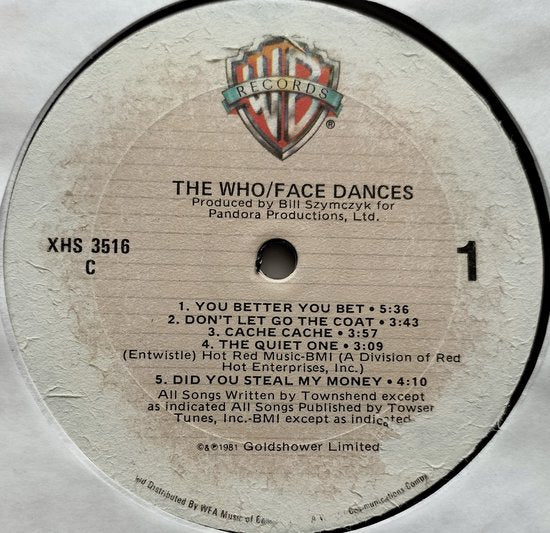 WB
RECORDS
®
THE WHO/FACE DANCES
Produced by Bill Szymczyk for
Pandora Productions, Ltd.
XHS 3516
C
1
1. YOU BETTER YOU BET • 5:36
2. DON'T LET GO THE COAT • 3:43
3. CACHE CACHE • 3:57
4. THE QUIET ONE • 3:09
(Entwistle) Hot Red Music-BMI (A Division of Red
Hot Enterprises, Inc.)
5. DID YOU STEAL MY MONEY • 4:10
All Songs Written by Townshend except
as indicated All Songs Published by Towser
Tunes, Inc.-BMI except as indicated
©&℗1981 Goldshower Limited
Distributed By WEA Music of